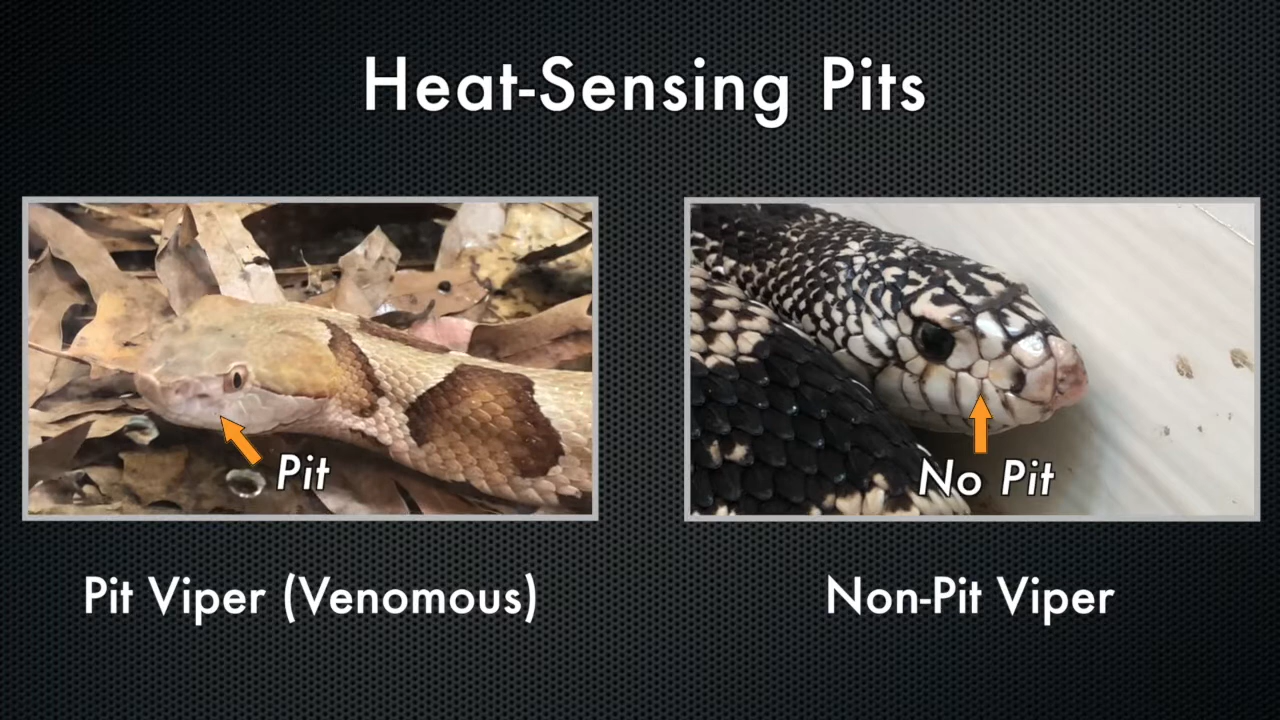 Heat-Sensing Pits
Pit
No Pit
Pit Viper (Venomous)
Non-Pit Viper